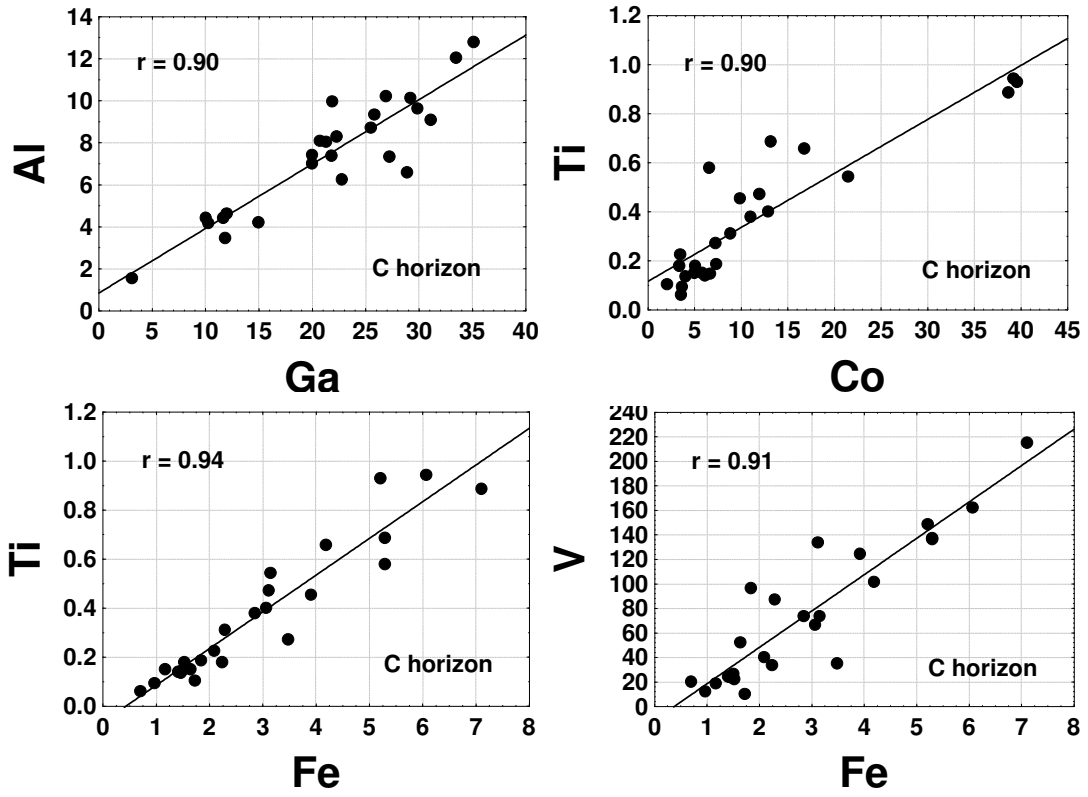 14
12
10
8
6
4
2
0
Al
r = 0.90
C horizon
0 5 10 15 20 25 30 35 40
Ga
1.2
1.0
0.8
0.6
0.4
0.2
0.0
Ti
r = 0.90
C horizon
0 5 10 15 20 25 30 35 40 45
Co
1.2
1.0
0.8
0.6
0.4
0.2
0.0
Ti
r = 0.94
C horizon
0 1 2 3 4 5 6 7 8
Fe
240
220
200
180
160
140
120
100
80
60
40
20
0
V
r = 0.91
C horizon
0 1 2 3 4 5 6 7 8
Fe